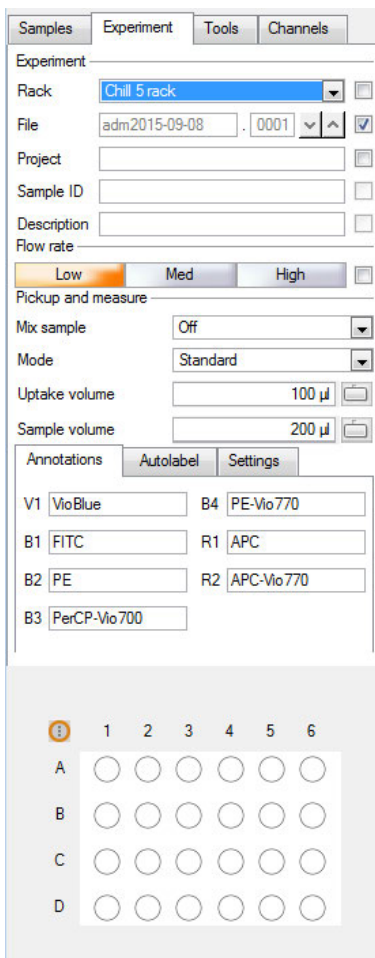 Samples Experiment Tools Channels
Experiment
Rack Chill 5 rack
File adm2015-09-08 . 0001
Project
Sample ID
Description
Flow rate
Low Med High
Pickup and measure
Mix sample Off
Mode Standard
Uptake volume 100 µl
Sample volume 200 µl
Annotations Autolabel Settings
V1 VioBlue B4 PE-Vio770
B1 FITC R1 APC
B2 PE R2 APC-Vio770
B3 PerCP-Vio700
1 2 3 4 5 6
A
B
C
D